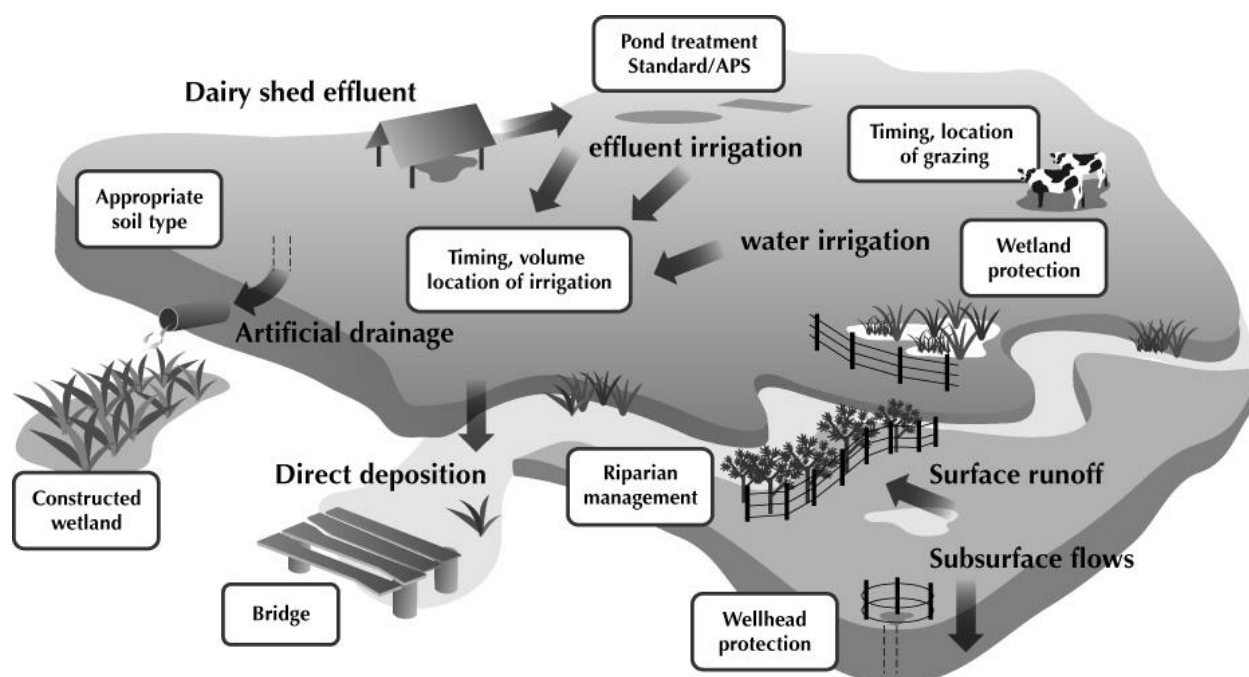 Pond treatment
Standard/APS
Dairy shed effluent
Timing, location
of grazing
effluent irrigation
Appropriate
soil type
Timing, volume
location of irrigation
water irrigation
Wetland
protection
Artificial drainage
Direct deposition
Riparian
management
Surface runoff
Constructed
wetland
Subsurface flows
Bridge
Wellhead
protection